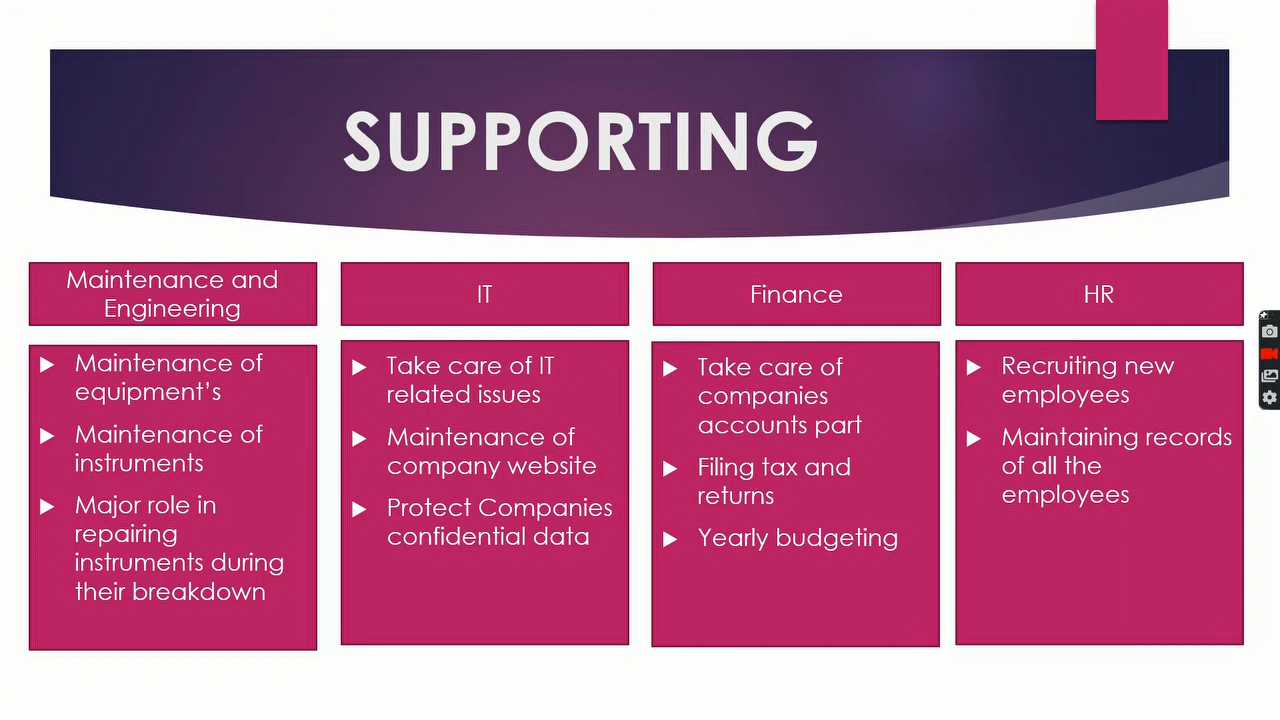 SUPPORTING
Maintenance and
Engineering
Maintenance of
equipment's
Maintenance of
instruments
Major role in
repairing
instruments during
their breakdown
IT
Take care of IT
related issues
Maintenance of
company website
Protect Companies
confidential data
Finance
Take care of
companies
accounts part
Filing tax and
returns
Yearly budgeting
HR
Recruiting new
employees
Maintaining records
of all the
employees